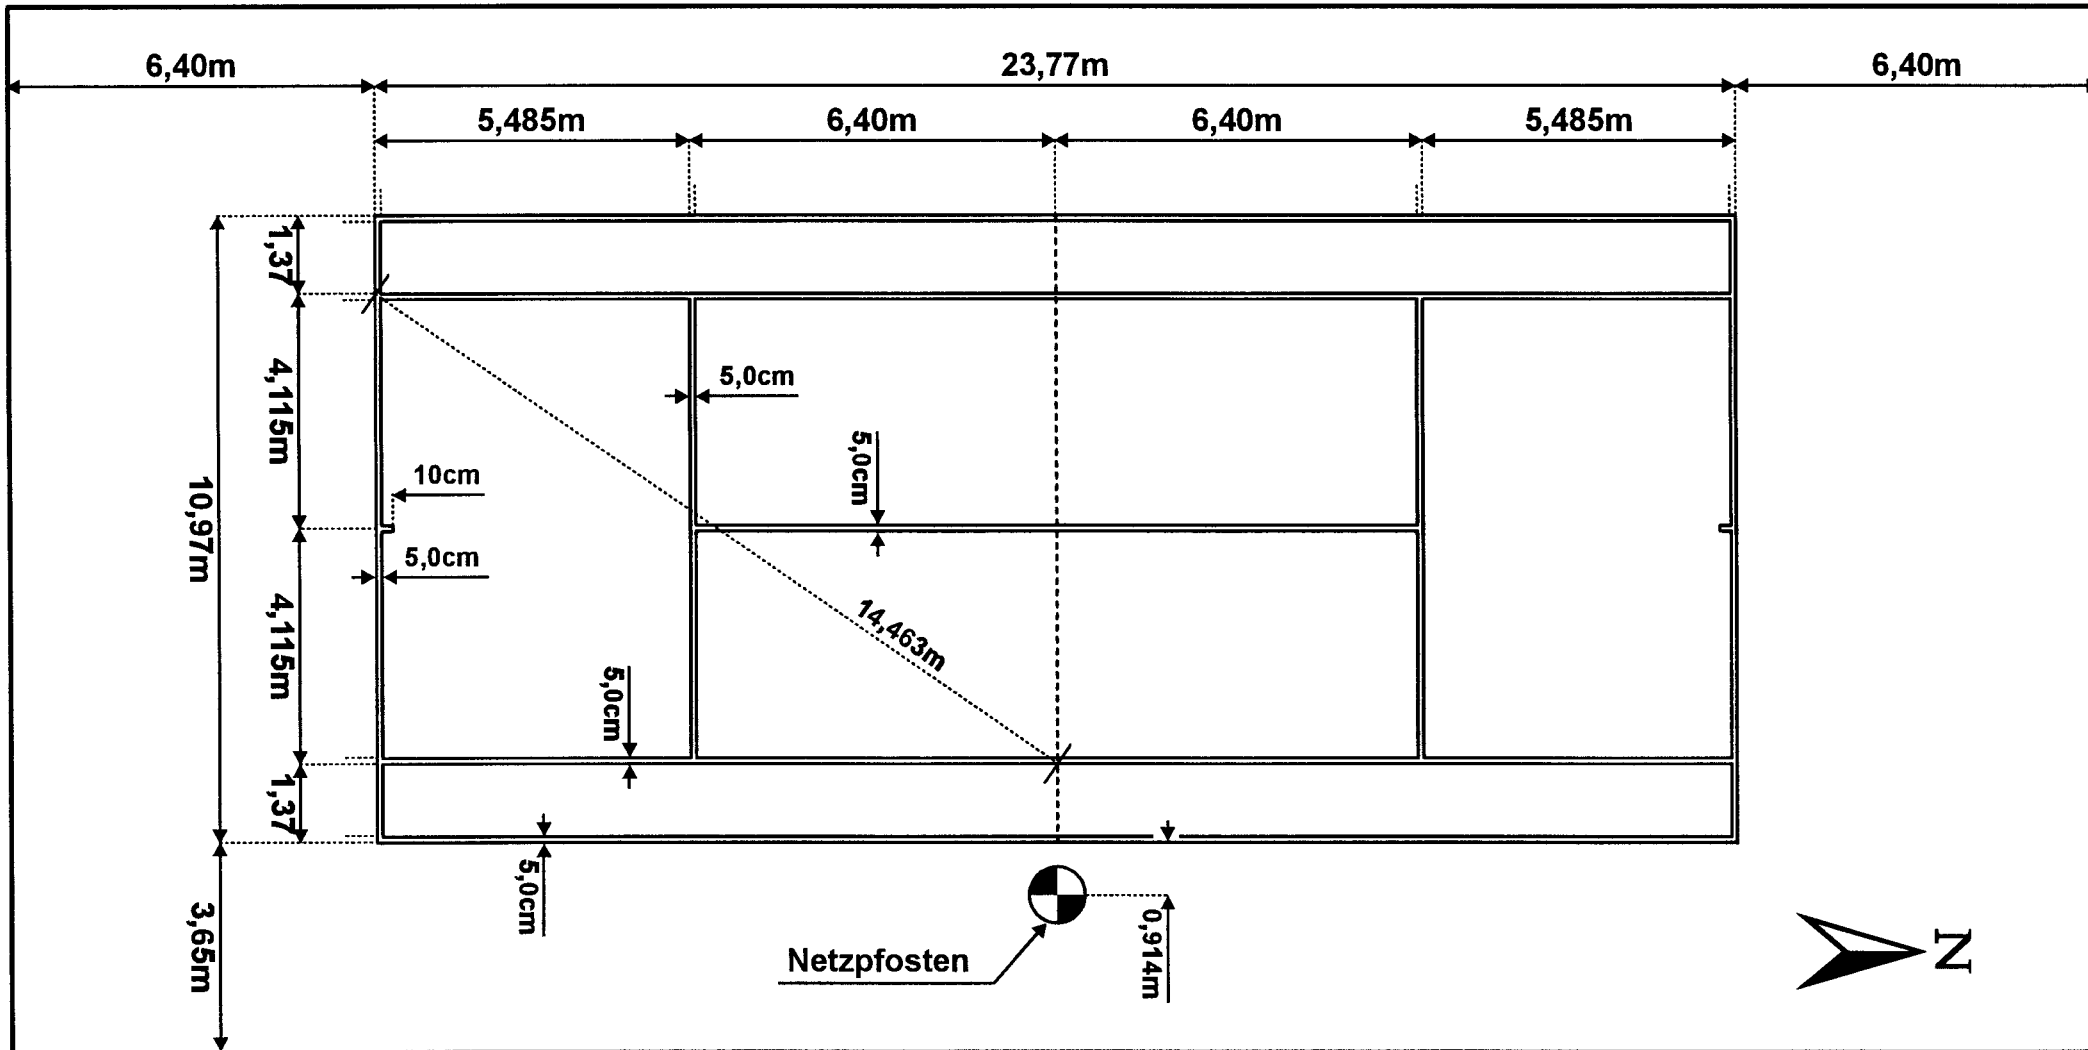 6,40m
23,77m
6,40m
5,485m
6,40m
6,40m
5,485m
1,37
4,115m
5,0cm
5,0cm
10cm
10,97m
5,0cm
4,115m
14,463m
5,0cm
1,37
5,0cm
3,65m
0,914m
Netzpfosten
N